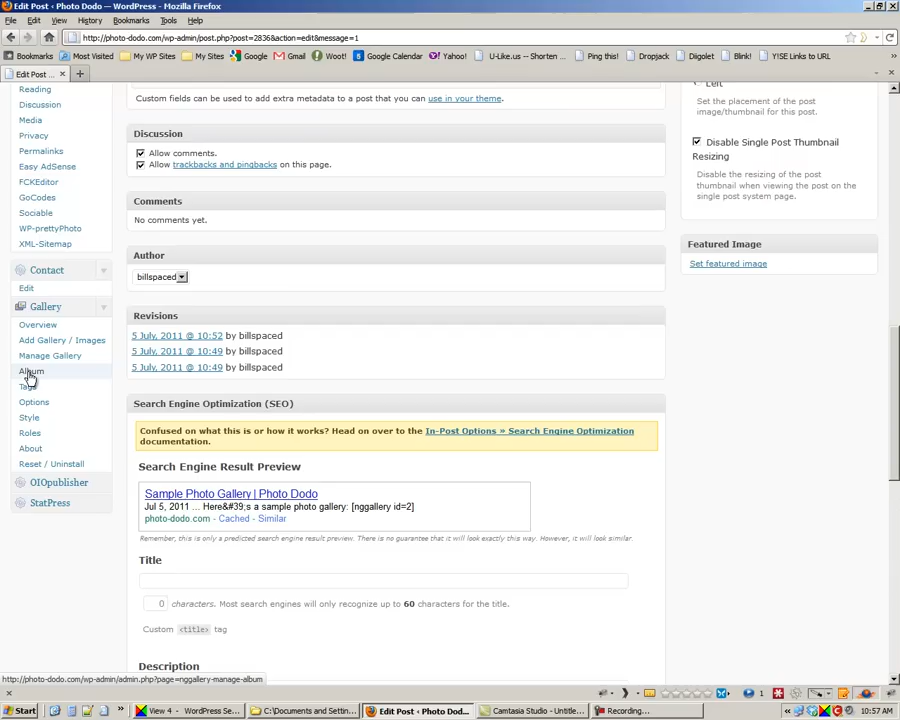 Edit Post ‹ Photo Dodo — WordPress - Mozilla Firefox
File Edit View History Bookmarks Tools Help
http://photo-dodo.com/wp-admin/post.php?post=2836&action=edit&message=1
Bookmarks Most Visited My WP Sites My Sites Google Gmail Woot! Google Calendar Yahoo! U-Like.us -- Shorten ... Ping this! Dropjack Diigolet Blink! Y!SE Links to URL
Edit Post ...
Reading
Discussion
Media
Privacy
Permalinks
Easy AdSense
FCKEditor
GoCodes
Sociable
WP-prettyPhoto
XML-Sitemap
Contact
Edit
Gallery
Overview
Add Gallery / Images
Manage Gallery
Album
Tags
Options
Style
Roles
About
Reset / Uninstall
OIOpublisher
StatPress
Custom fields can be used to add extra metadata to a post that you can use in your theme.
Discussion
Allow comments.
Allow trackbacks and pingbacks on this page.
Comments
No comments yet.
Author
billspaced
Revisions
5 July, 2011 @ 10:52 by billspaced
5 July, 2011 @ 10:49 by billspaced
5 July, 2011 @ 10:49 by billspaced
Search Engine Optimization (SEO)
Confused on what this is or how it works? Head on over to the In-Post Options » Search Engine Optimization
documentation.
Search Engine Result Preview
Sample Photo Gallery | Photo Dodo
Jul 5, 2011 ... Here&#39;s a sample photo gallery: [nggallery id=2]
photo-dodo.com - Cached - Similar
Remember, this is only a predicted search engine result preview. There is no guarantee that it will look exactly this way. However, it will look similar.
Title
0 characters. Most search engines will only recognize up to 60 characters for the title.
Custom <title> tag
Description
Left
Set the placement of the post
image/thumbnail for this post.
Disable Single Post Thumbnail
Resizing
Disable the resizing of the post
thumbnail when viewing the post on the
single post system page.
Featured Image
Set featured image
http://photo-dodo.com/wp-admin/admin.php?page=nggallery-manage-album
1
Start View 4 - WordPress Se... C:\Documents and Settin... Edit Post ‹ Photo Dod... Camtasia Studio - Untitle... Recording... 10:57 AM